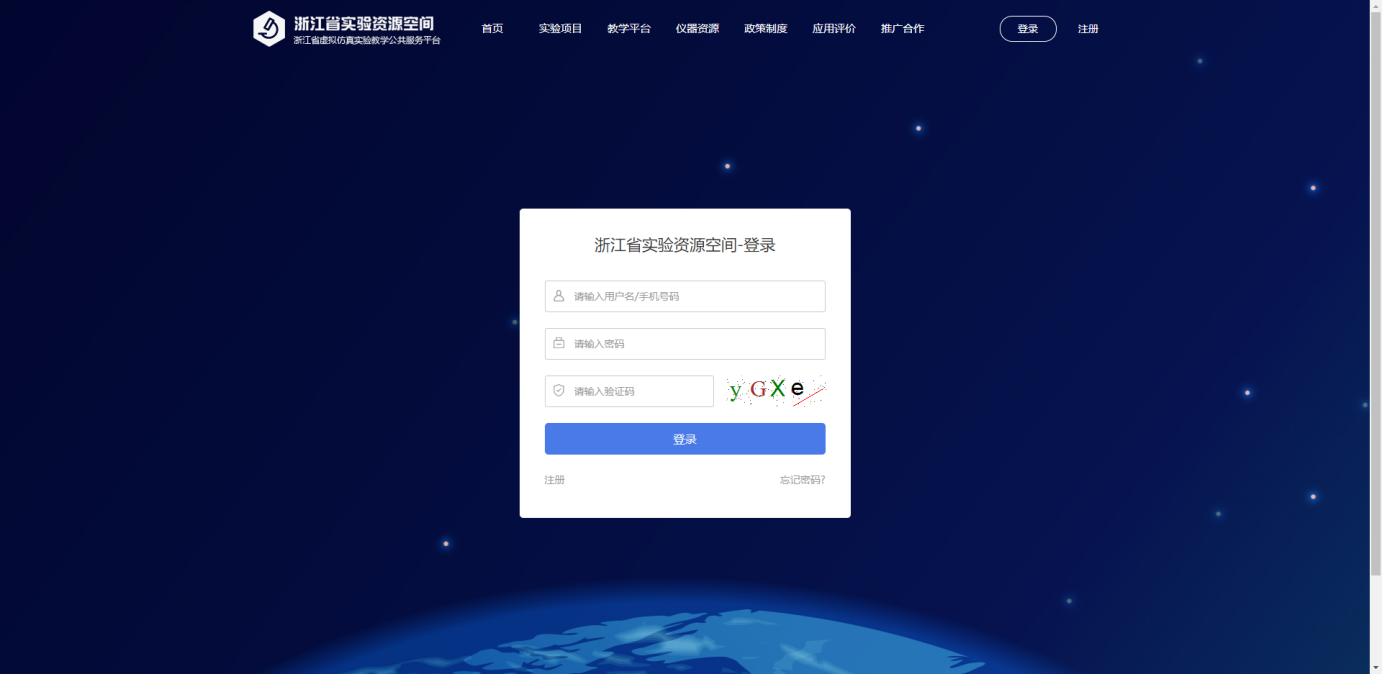 浙江省实验资源空间
浙江省虚拟仿真实验教学公共服务平台
首页 实验项目 教学平台 仪器资源 政策制度 应用评价 推广合作 登录 注册
浙江省实验资源空间-登录
请输入用户名/手机号码
请输入密码
请输入验证码 yGXe
登录
注册 忘记密码?